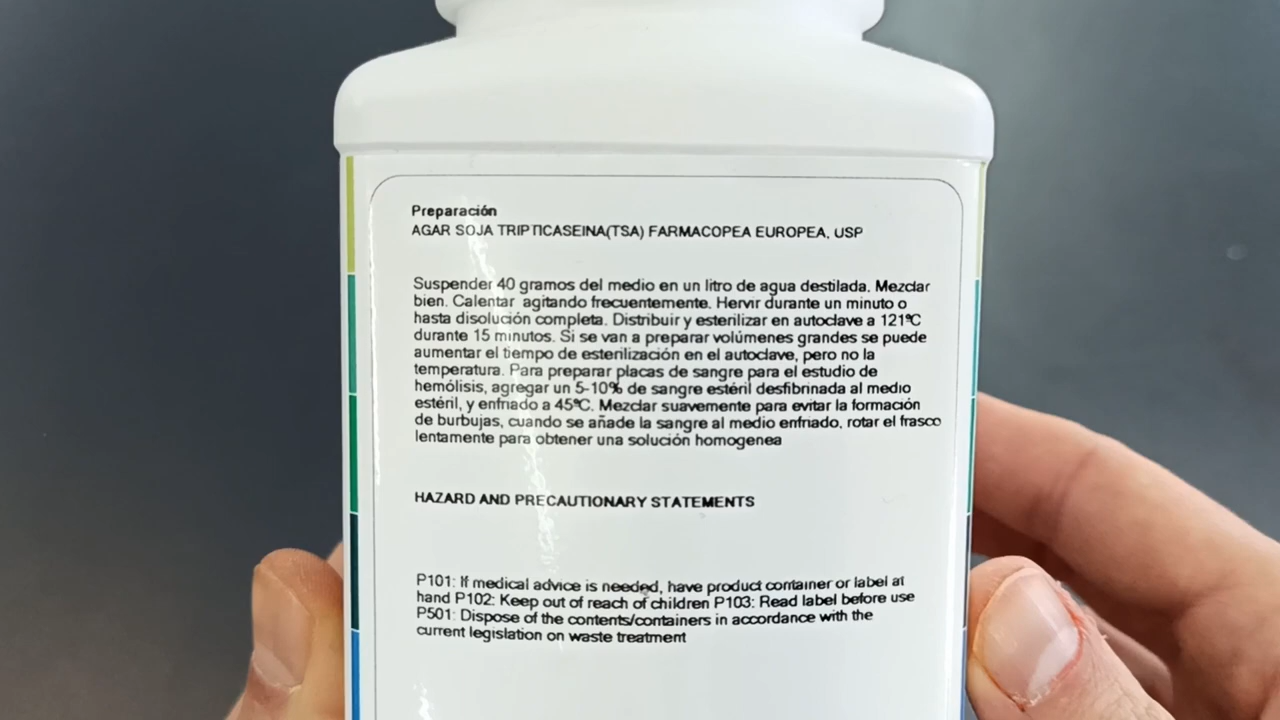 Preparación
AGAR SOJA TRIPTICASEINA(TSA) FARMACOPEA EUROPEA, USP
Suspender 40 gramos del medio en un litro de agua destilada. Mezclar
bien. Calentar agitando frecuentemente. Hervir durante un minuto o
hasta disolución completa. Distribuir y esterilizar en autoclave a 121ºC
durante 15 minutos. Si se van a preparar volúmenes grandes se puede
aumentar el tiempo de esterilización en el autoclave, pero no la
temperatura. Para preparar placas de sangre para el estudio de
hemólisis, agregar un 5-10% de sangre estéril desfibrinada al medio
estéril, y enfriado a 45ºC. Mezclar suavemente para evitar la formación
de burbujas, cuando se añade la sangre al medio enfriado, rotar el frasco
lentamente para obtener una solución homogenea
HAZARD AND PRECAUTIONARY STATEMENTS
P101: If medical advice is needed, have product container or label at
hand P102: Keep out of reach of children P103: Read label before use
P501: Dispose of the contents/containers in accordance with the
current legislation on waste treatment